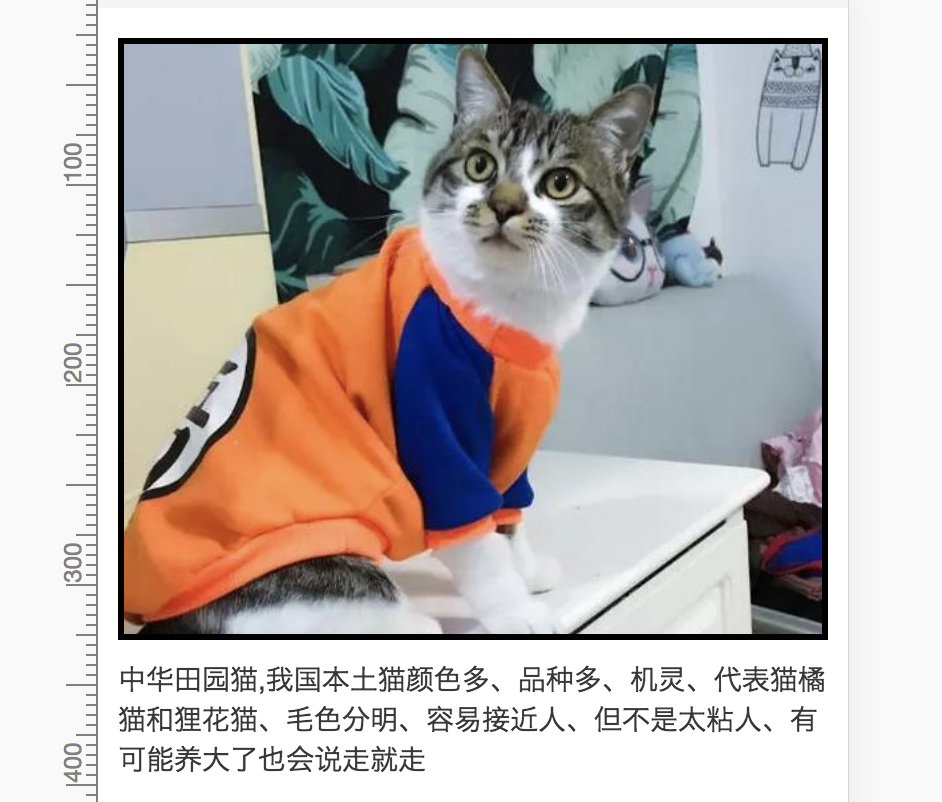 100
200
300
400
中华田园猫,我国本土猫颜色多、品种多、机灵、代表猫橘
猫和狸花猫、毛色分明、容易接近人、但不是太粘人、有
可能养大了也会说走就走